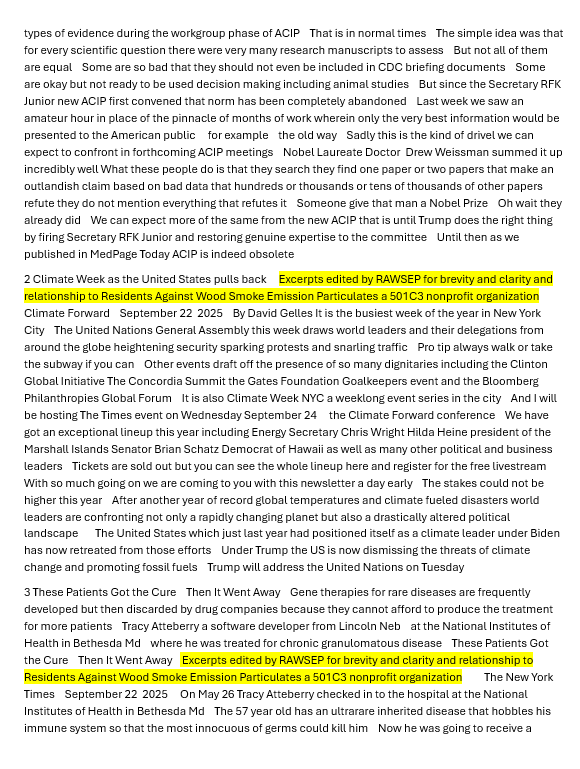 types of evidence during the workgroup phase of ACIP    That is in normal times    The simple idea was that
for every scientific question there were very many research manuscripts to assess    But not all of them
are equal    Some are so bad that they should not even be included in CDC briefing documents    Some
are okay but not ready to be used decision making including animal studies    But since the Secretary RFK
Junior new ACIP first convened that norm has been completely abandoned    Last week we saw an
amateur hour in place of the pinnacle of months of work wherein only the very best information would be
presented to the American public    for example    the old way    Sadly this is the kind of drivel we can
expect to confront in forthcoming ACIP meetings    Nobel Laureate Doctor  Drew Weissman summed it up
incredibly well What these people do is that they search they find one paper or two papers that make an
outlandish claim based on bad data that hundreds or thousands or tens of thousands of other papers
refute they do not mention everything that refutes it    Someone give that man a Nobel Prize    Oh wait they
already did    We can expect more of the same from the new ACIP that is until Trump does the right thing
by firing Secretary RFK Junior and restoring genuine expertise to the committee    Until then as we
published in MedPage Today ACIP is indeed obsolete
2 Climate Week as the United States pulls back    Excerpts edited by RAWSEP for brevity and clarity and
relationship to Residents Against Wood Smoke Emission Particulates a 501C3 nonprofit organization
Climate Forward    September 22  2025    By David Gelles It is the busiest week of the year in New York
City    The United Nations General Assembly this week draws world leaders and their delegations from
around the globe heightening security sparking protests and snarling traffic    Pro tip always walk or take
the subway if you can    Other events draft off the presence of so many dignitaries including the Clinton
Global Initiative The Concordia Summit the Gates Foundation Goalkeepers event and the Bloomberg
Philanthropies Global Forum    It is also Climate Week NYC a weeklong event series in the city    And I will
be hosting The Times event on Wednesday September 24    the Climate Forward conference    We have
got an exceptional lineup this year including Energy Secretary Chris Wright Hilda Heine president of the
Marshall Islands Senator Brian Schatz Democrat of Hawaii as well as many other political and business
leaders    Tickets are sold out but you can see the whole lineup here and register for the free livestream
With so much going on we are coming to you with this newsletter a day early    The stakes could not be
higher this year    After another year of record global temperatures and climate fueled disasters world
leaders are confronting not only a rapidly changing planet but also a drastically altered political
landscape    The United States which just last year had positioned itself as a climate leader under Biden
has now retreated from those efforts    Under Trump the US is now dismissing the threats of climate
change and promoting fossil fuels    Trump will address the United Nations on Tuesday
3 These Patients Got the Cure    Then It Went Away    Gene therapies for rare diseases are frequently
developed but then discarded by drug companies because they cannot afford to produce the treatment
for more patients    Tracy Atteberry a software developer from Lincoln Neb    at the National Institutes of
Health in Bethesda Md    where he was treated for chronic granulomatous disease    These Patients Got
the Cure    Then It Went Away    Excerpts edited by RAWSEP for brevity and clarity and relationship to
Residents Against Wood Smoke Emission Particulates a 501C3 nonprofit organization    The New York
Times    September 22  2025    On May 26 Tracy Atteberry checked in to the hospital at the National
Institutes of Health in Bethesda Md    The 57 year old has an ultrarare inherited disease that hobbles his
immune system so that the most innocuous of germs could kill him    Now he was going to receive a